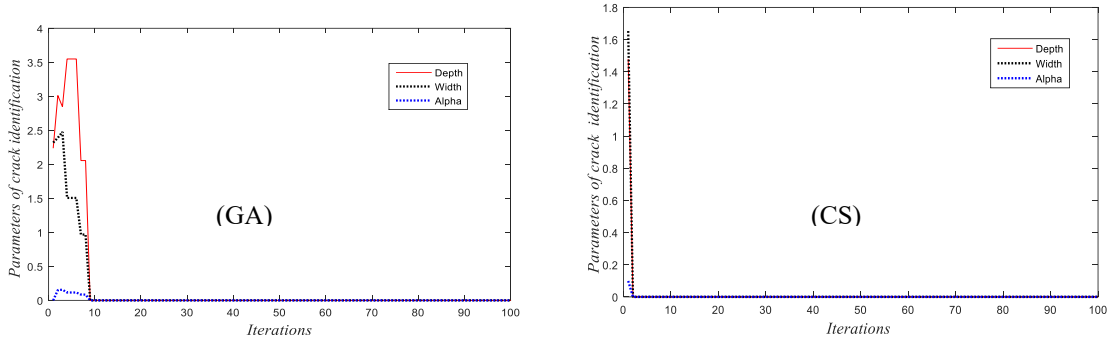 Parameters of crack identification
4
3.5
3
2.5
2
1.5
1
0.5
0
Depth
Width
Alpha
(GA)
0 10 20 30 40 50 60 70 80 90 100
Iterations
Parameters of crack identification
1.8
1.6
1.4
1.2
1
0.8
0.6
0.4
0.2
0
Depth
Width
Alpha
(CS)
0 10 20 30 40 50 60 70 80 90 100
Iterations